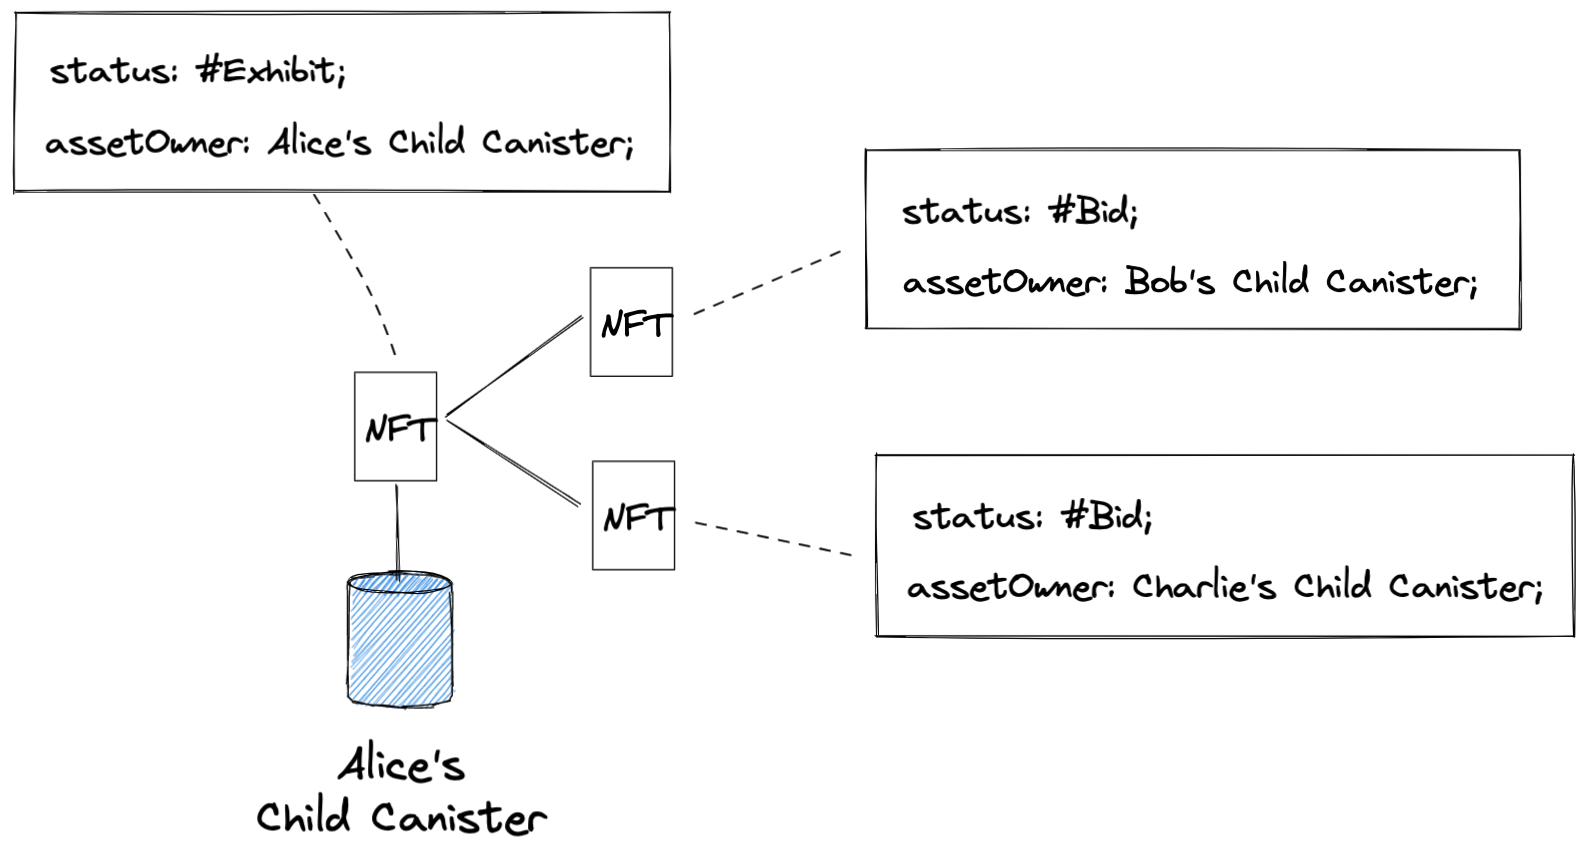 status: #Exhibit;
assetOwner: Alice's Child Canister;
status: #Bid;
assetOwner: Bob's Child Canister;
NFT
NFT
status: #Bid;
assetOwner: Charlie's Child Canister;
NFT
Alice's
Child Canister